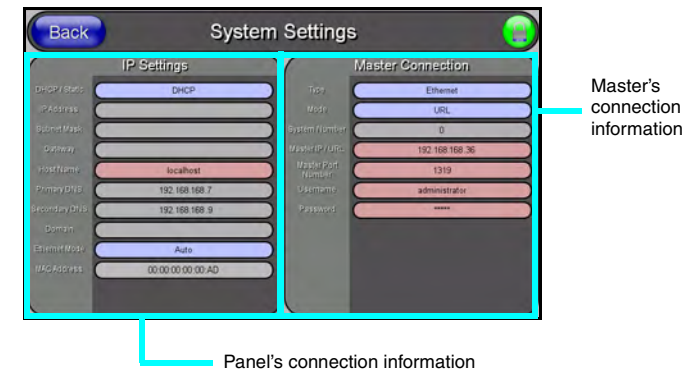 Back
System Settings
IP Settings
DHCP / Static
DHCP
IP Address
Subnet Mask
Gateway
Host Name
localhost
Primary DNS
192.168.168.7
Secondary DNS
192.168.168.9
Domain
Ethernet Mode
Auto
MAC Address
00:00:00:00:00:AD
Master Connection
Type
Ethernet
Mode
URL
System Number
0
Master IP / URL
192.168.168.36
Master Port
Number
1319
Username
administrator
Password
*****
Master's
connection
information
Panel's connection information